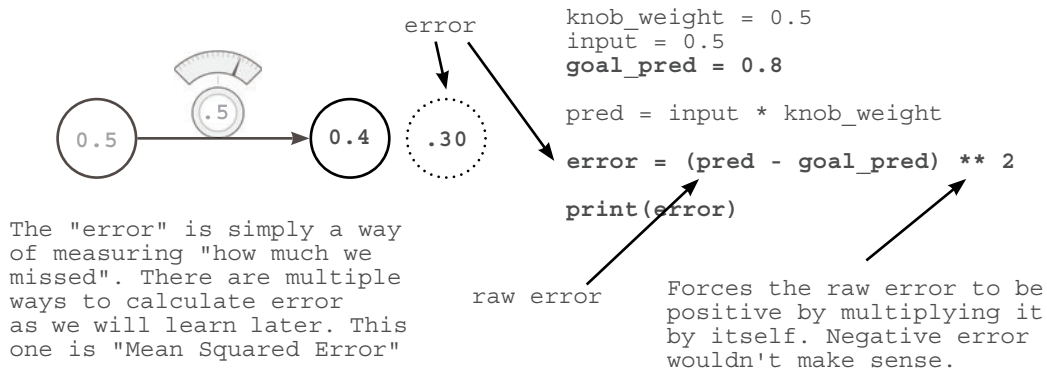 error
knob_weight = 0.5
input = 0.5
goal_pred = 0.8
.5
0.5
0.4
.30
pred = input * knob_weight
error = (pred - goal_pred) ** 2
print(error)
The "error" is simply a way
of measuring "how much we
missed". There are multiple
ways to calculate error
as we will learn later. This
one is "Mean Squared Error"
raw error
Forces the raw error to be
positive by multiplying it
by itself. Negative error
wouldn't make sense.